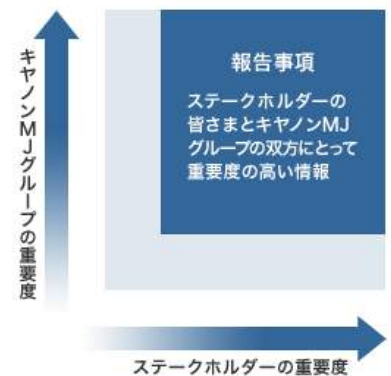 キヤノンMJグループの重要度
報告事項
ステークホルダーの
皆さまとキヤノンMJ
グループの双方にとって
重要度の高い情報
ステークホルダーの重要度